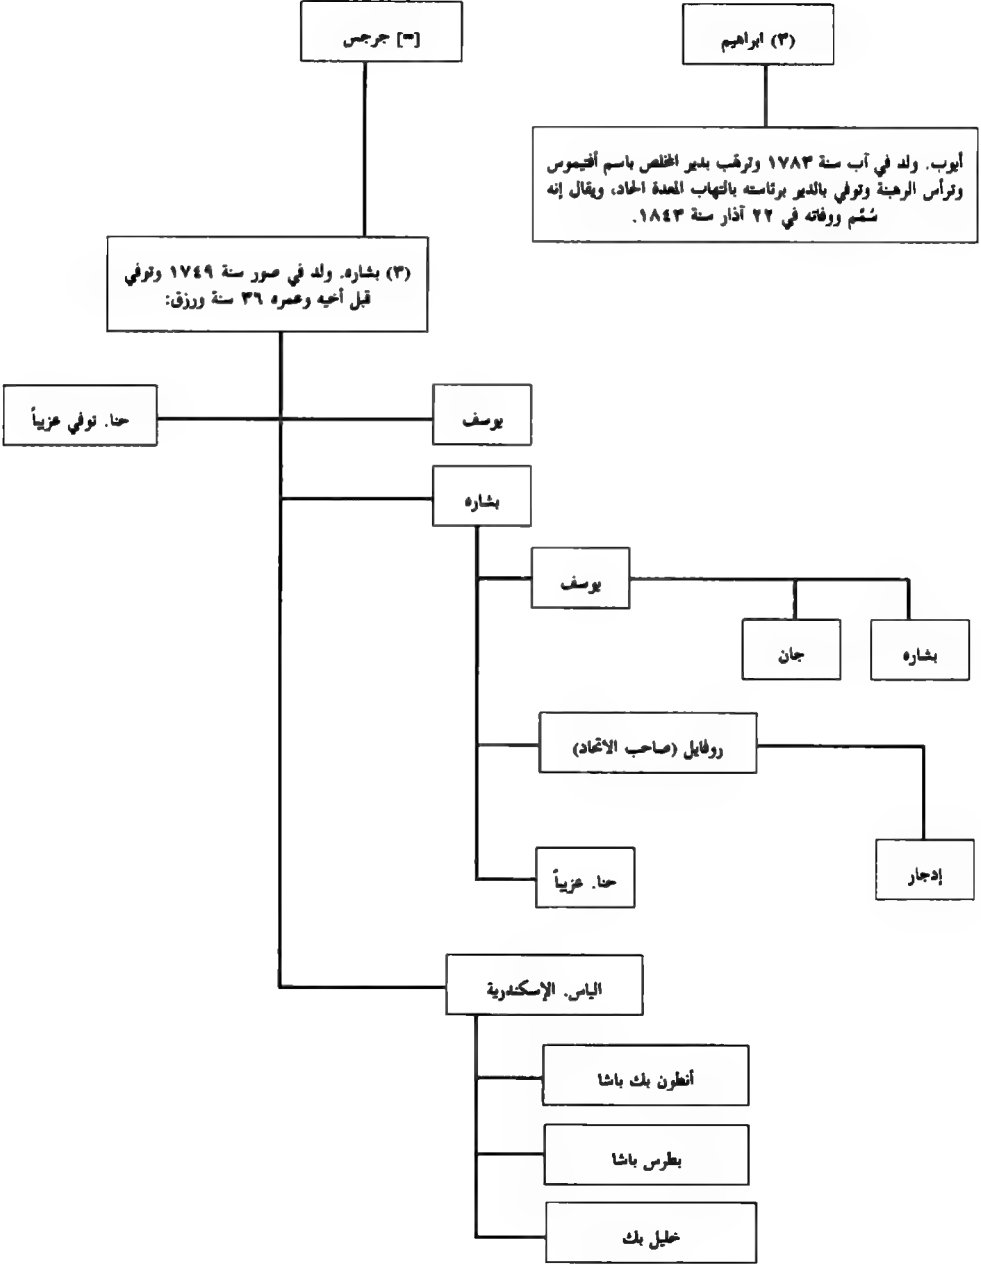 (٣) ابراهيم
[=] جرجس
أيوب. ولد في آب سنة ١٧٨٣ وترهّب بدير المخلص باسم أفتيموس
وترأس الرهبنة وتوفي بالدير برئاسته بالتهاب المعدة الحاد، ويقال إنه
سُمّم ووفاته في ٢٢ آذار سنة ١٨٤٣.
(٣) بشاره. ولد في صور سنة ١٧٤٩ وتوفي
قبل أخيه وعمره ٣٦ سنة ورزق:
يوسف
حنا. توفي عزيباً
بشاره
يوسف
بشاره
جان
روفايل (صاحب الاتحاد)
إدجار
حنا. عزيباً
الياس. الإسكندرية
أنطون بك باشا
بطرس باشا
خليل بك